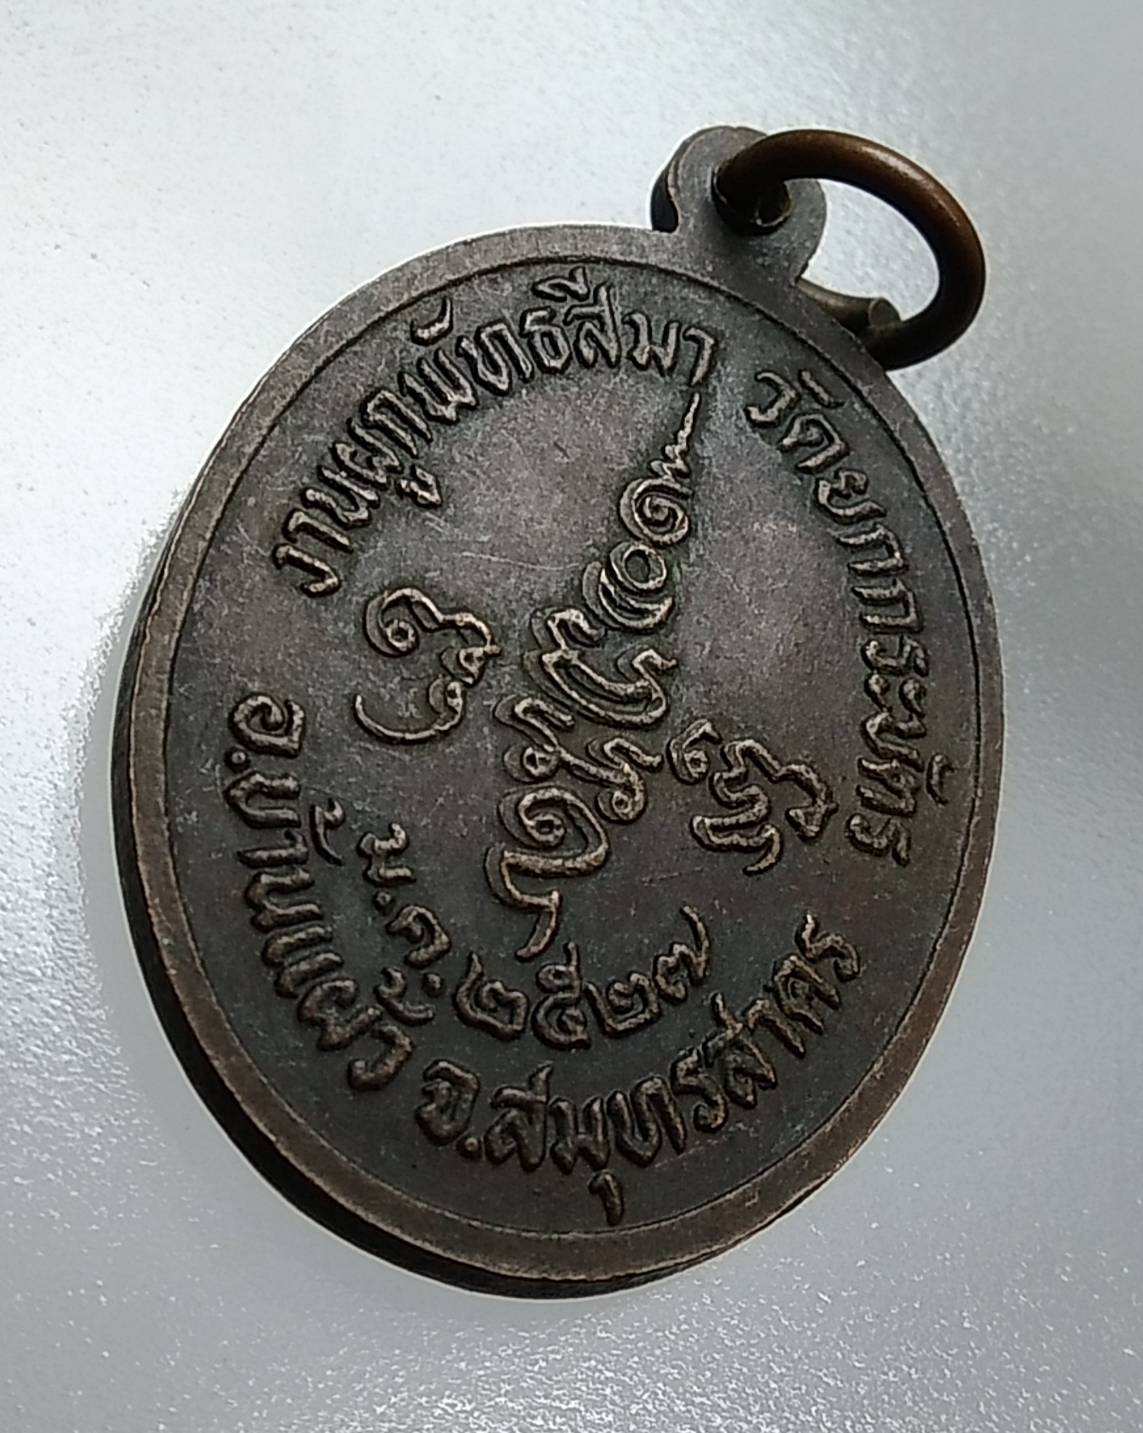 งานผูกพัทธสีมา วัดยกกระบัตร
พ.ศ. ๒๕๒๗
อ.บ้านแพ้ว จ.สมุทรสาคร